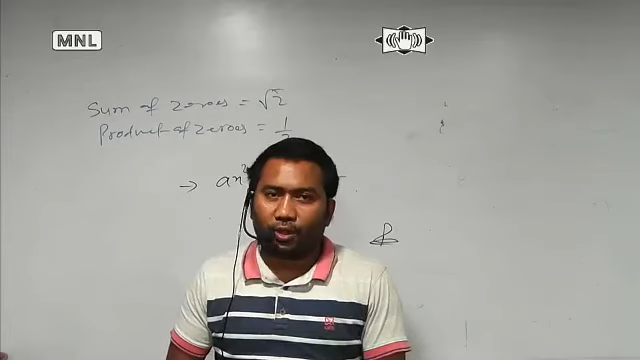 MNL
Sum of zeroes = √2
Product of zeroes = 1/3
→ ax²